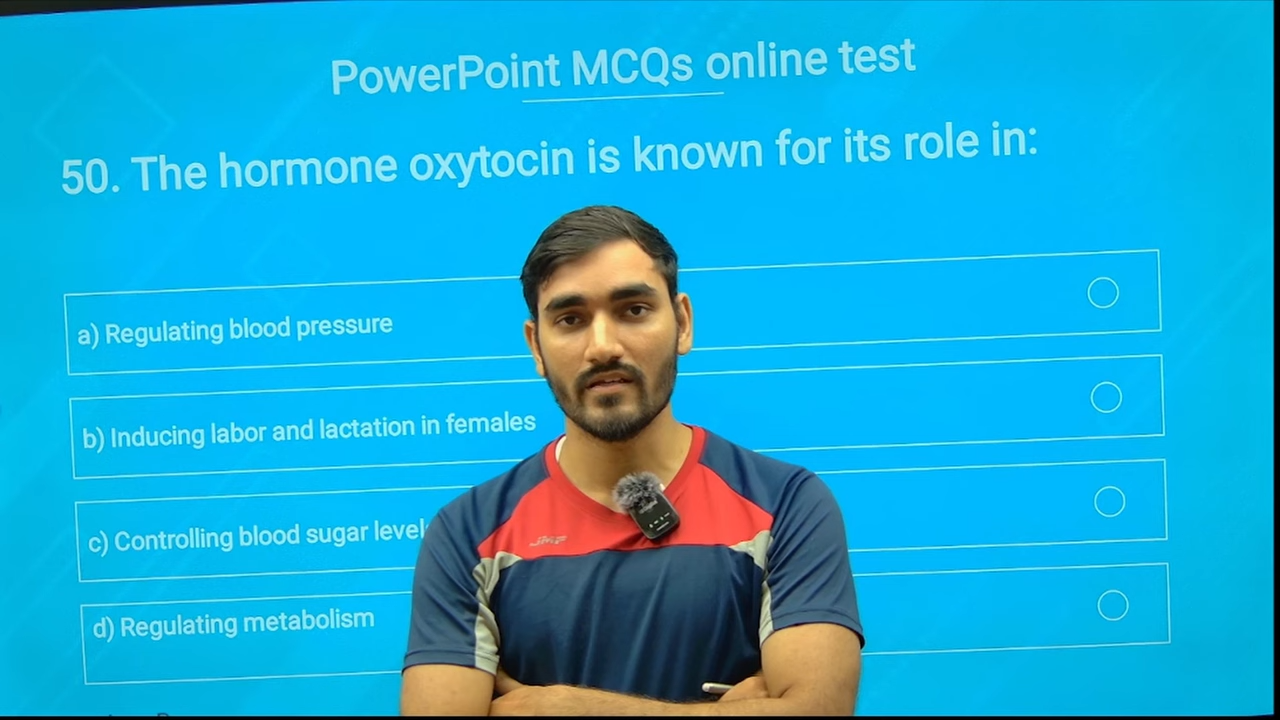 PowerPoint MCQs online test
50. The hormone oxytocin is known for its role in:
a) Regulating blood pressure
b) Inducing labor and lactation in females
c) Controlling blood sugar level
d) Regulating metabolism